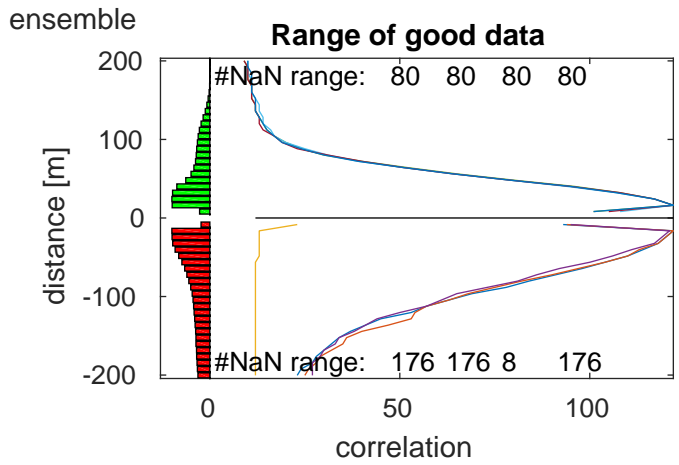 ensemble
Range of good data
200
#NaN range: 80 80 80 80
100
0
-100
#NaN range: 176 176 8 176
-200
distance [m]
0 50 100
correlation